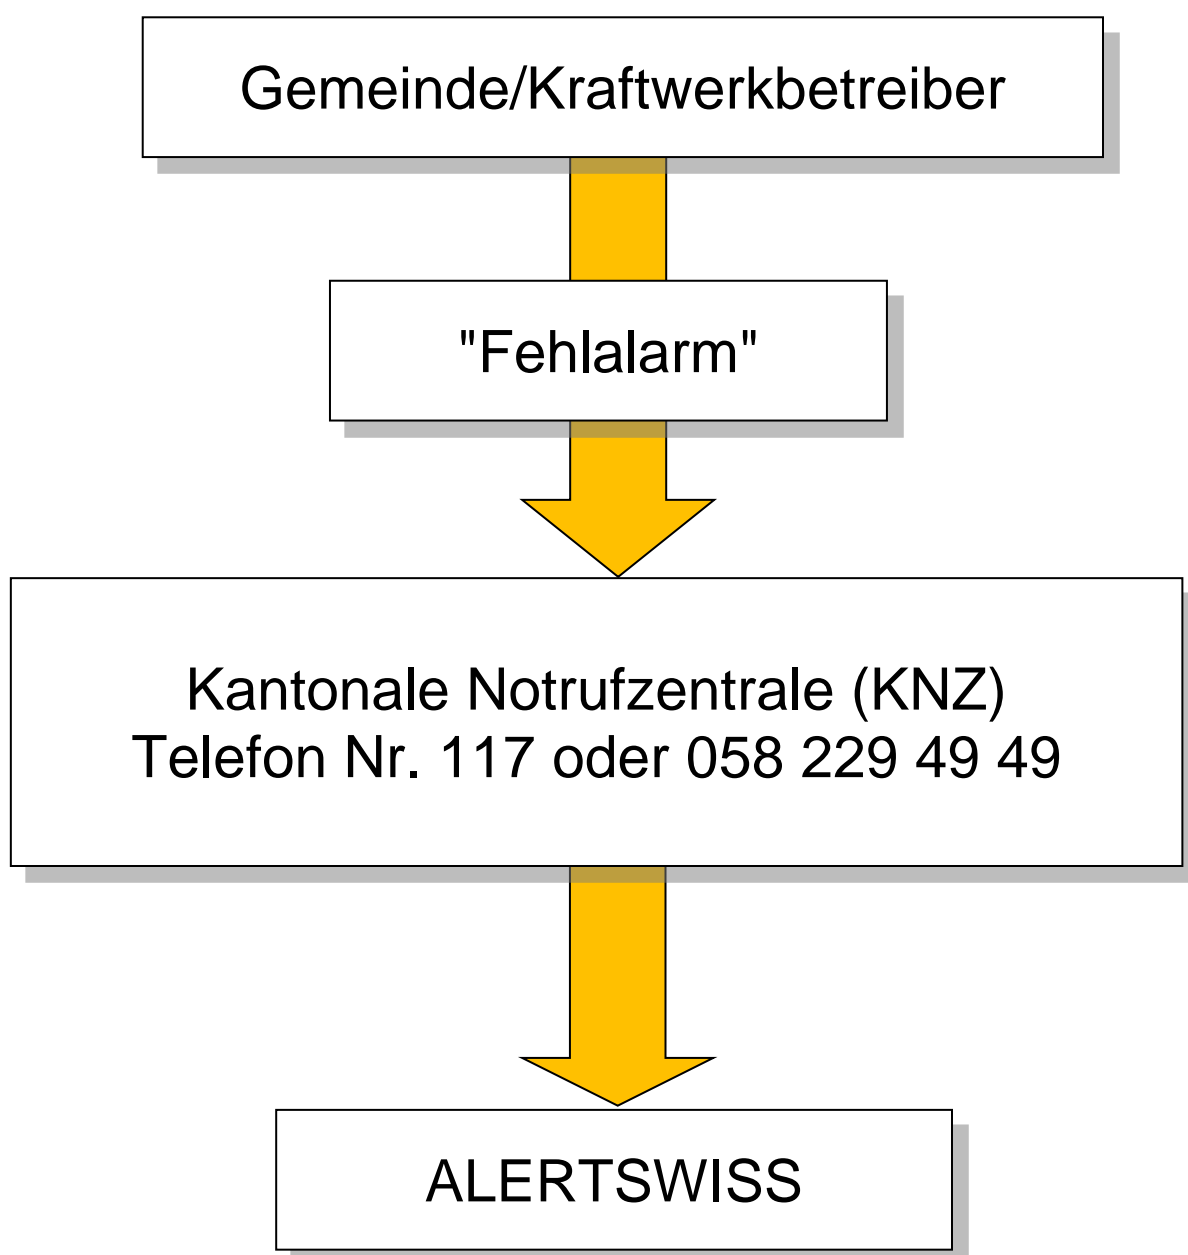 Gemeinde/Kraftwerkbetreiber
"Fehlalarm"
Kantonale Notrufzentrale (KNZ)
Telefon Nr. 117 oder 058 229 49 49
ALERTSWISS